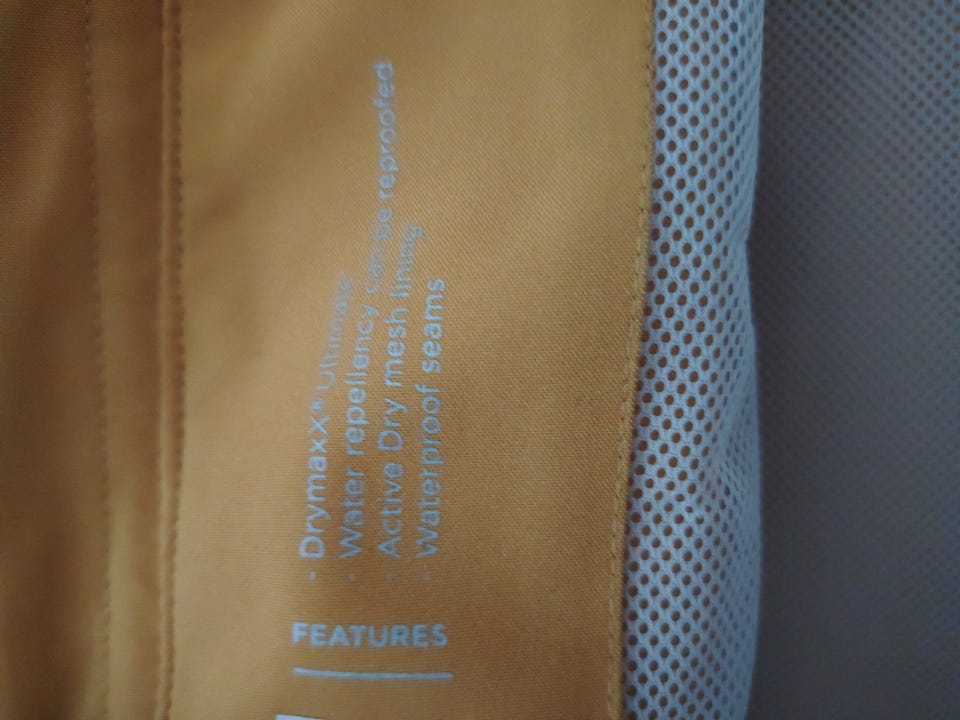 FEATURES
· DrymaxX® Ultimate
· Water repellency can be reproofed
· Active Dry mesh lining
· Waterproof seams